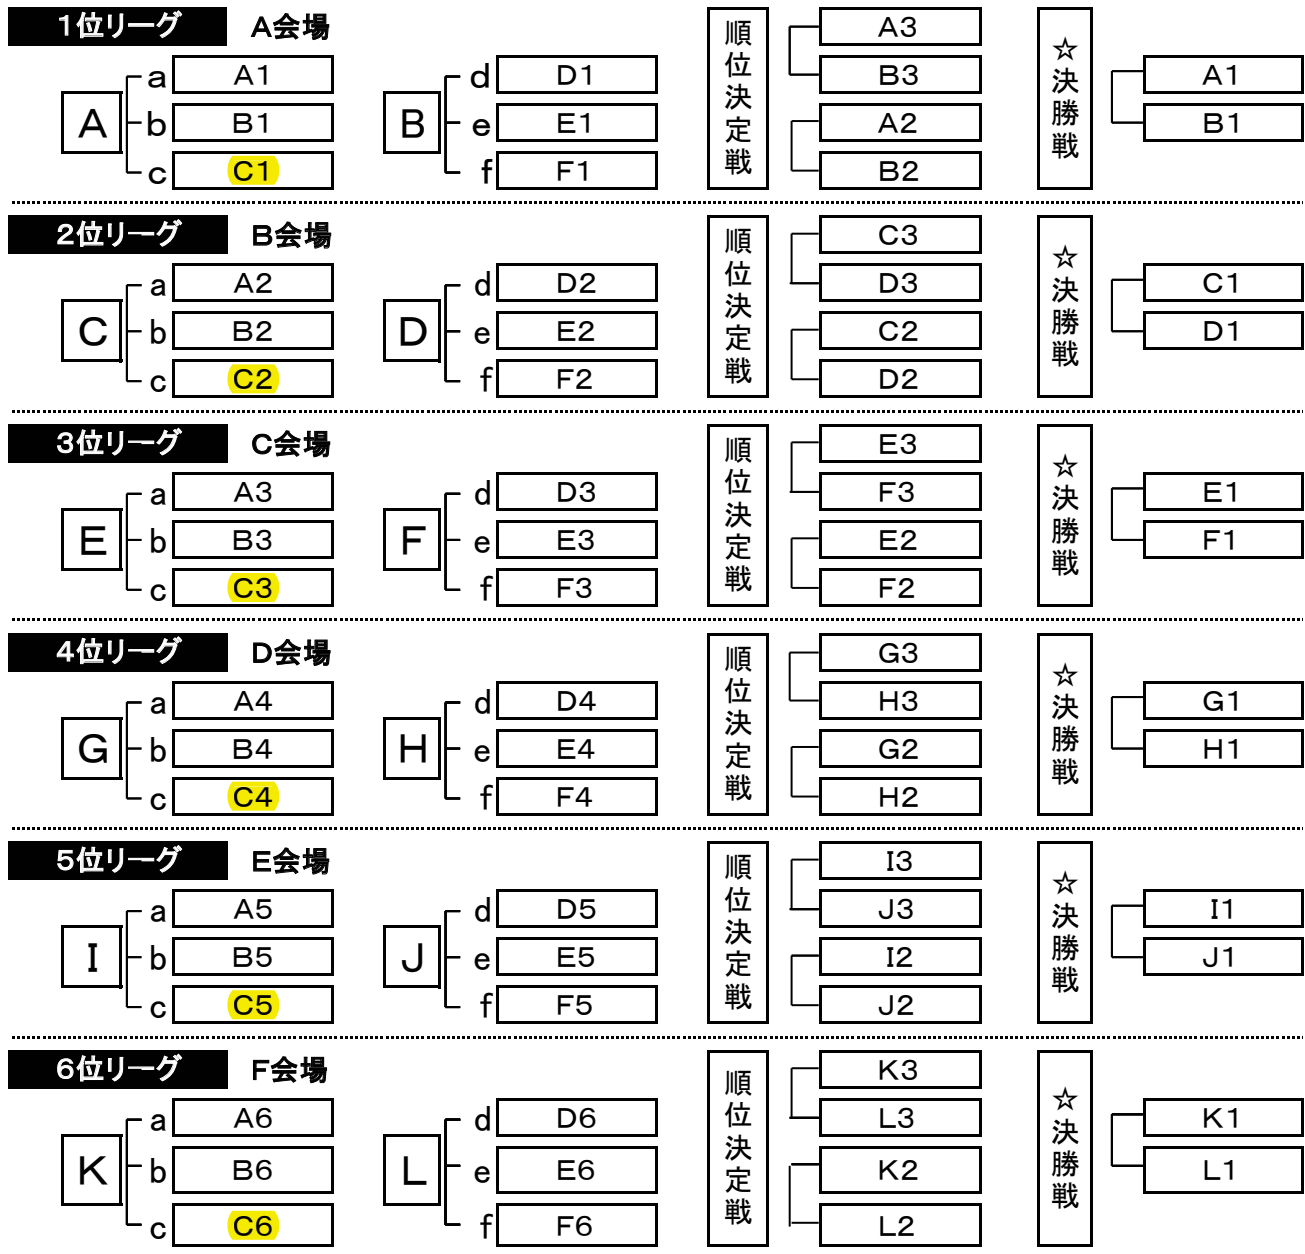 1位リーグ A会場
A
a A1
b B1
c C1
B
d D1
e E1
f F1
順位決定戦
A3
B3
A2
B2
☆決勝戦
A1
B1
2位リーグ B会場
C
a A2
b B2
c C2
D
d D2
e E2
f F2
順位決定戦
C3
D3
C2
D2
☆決勝戦
C1
D1
3位リーグ C会場
E
a A3
b B3
c C3
F
d D3
e E3
f F3
順位決定戦
E3
F3
E2
F2
☆決勝戦
E1
F1
4位リーグ D会場
G
a A4
b B4
c C4
H
d D4
e E4
f F4
順位決定戦
G3
H3
G2
H2
☆決勝戦
G1
H1
5位リーグ E会場
I
a A5
b B5
c C5
J
d D5
e E5
f F5
順位決定戦
I3
J3
I2
J2
☆決勝戦
I1
J1
6位リーグ F会場
K
a A6
b B6
c C6
L
d D6
e E6
f F6
順位決定戦
K3
L3
K2
L2
☆決勝戦
K1
L1